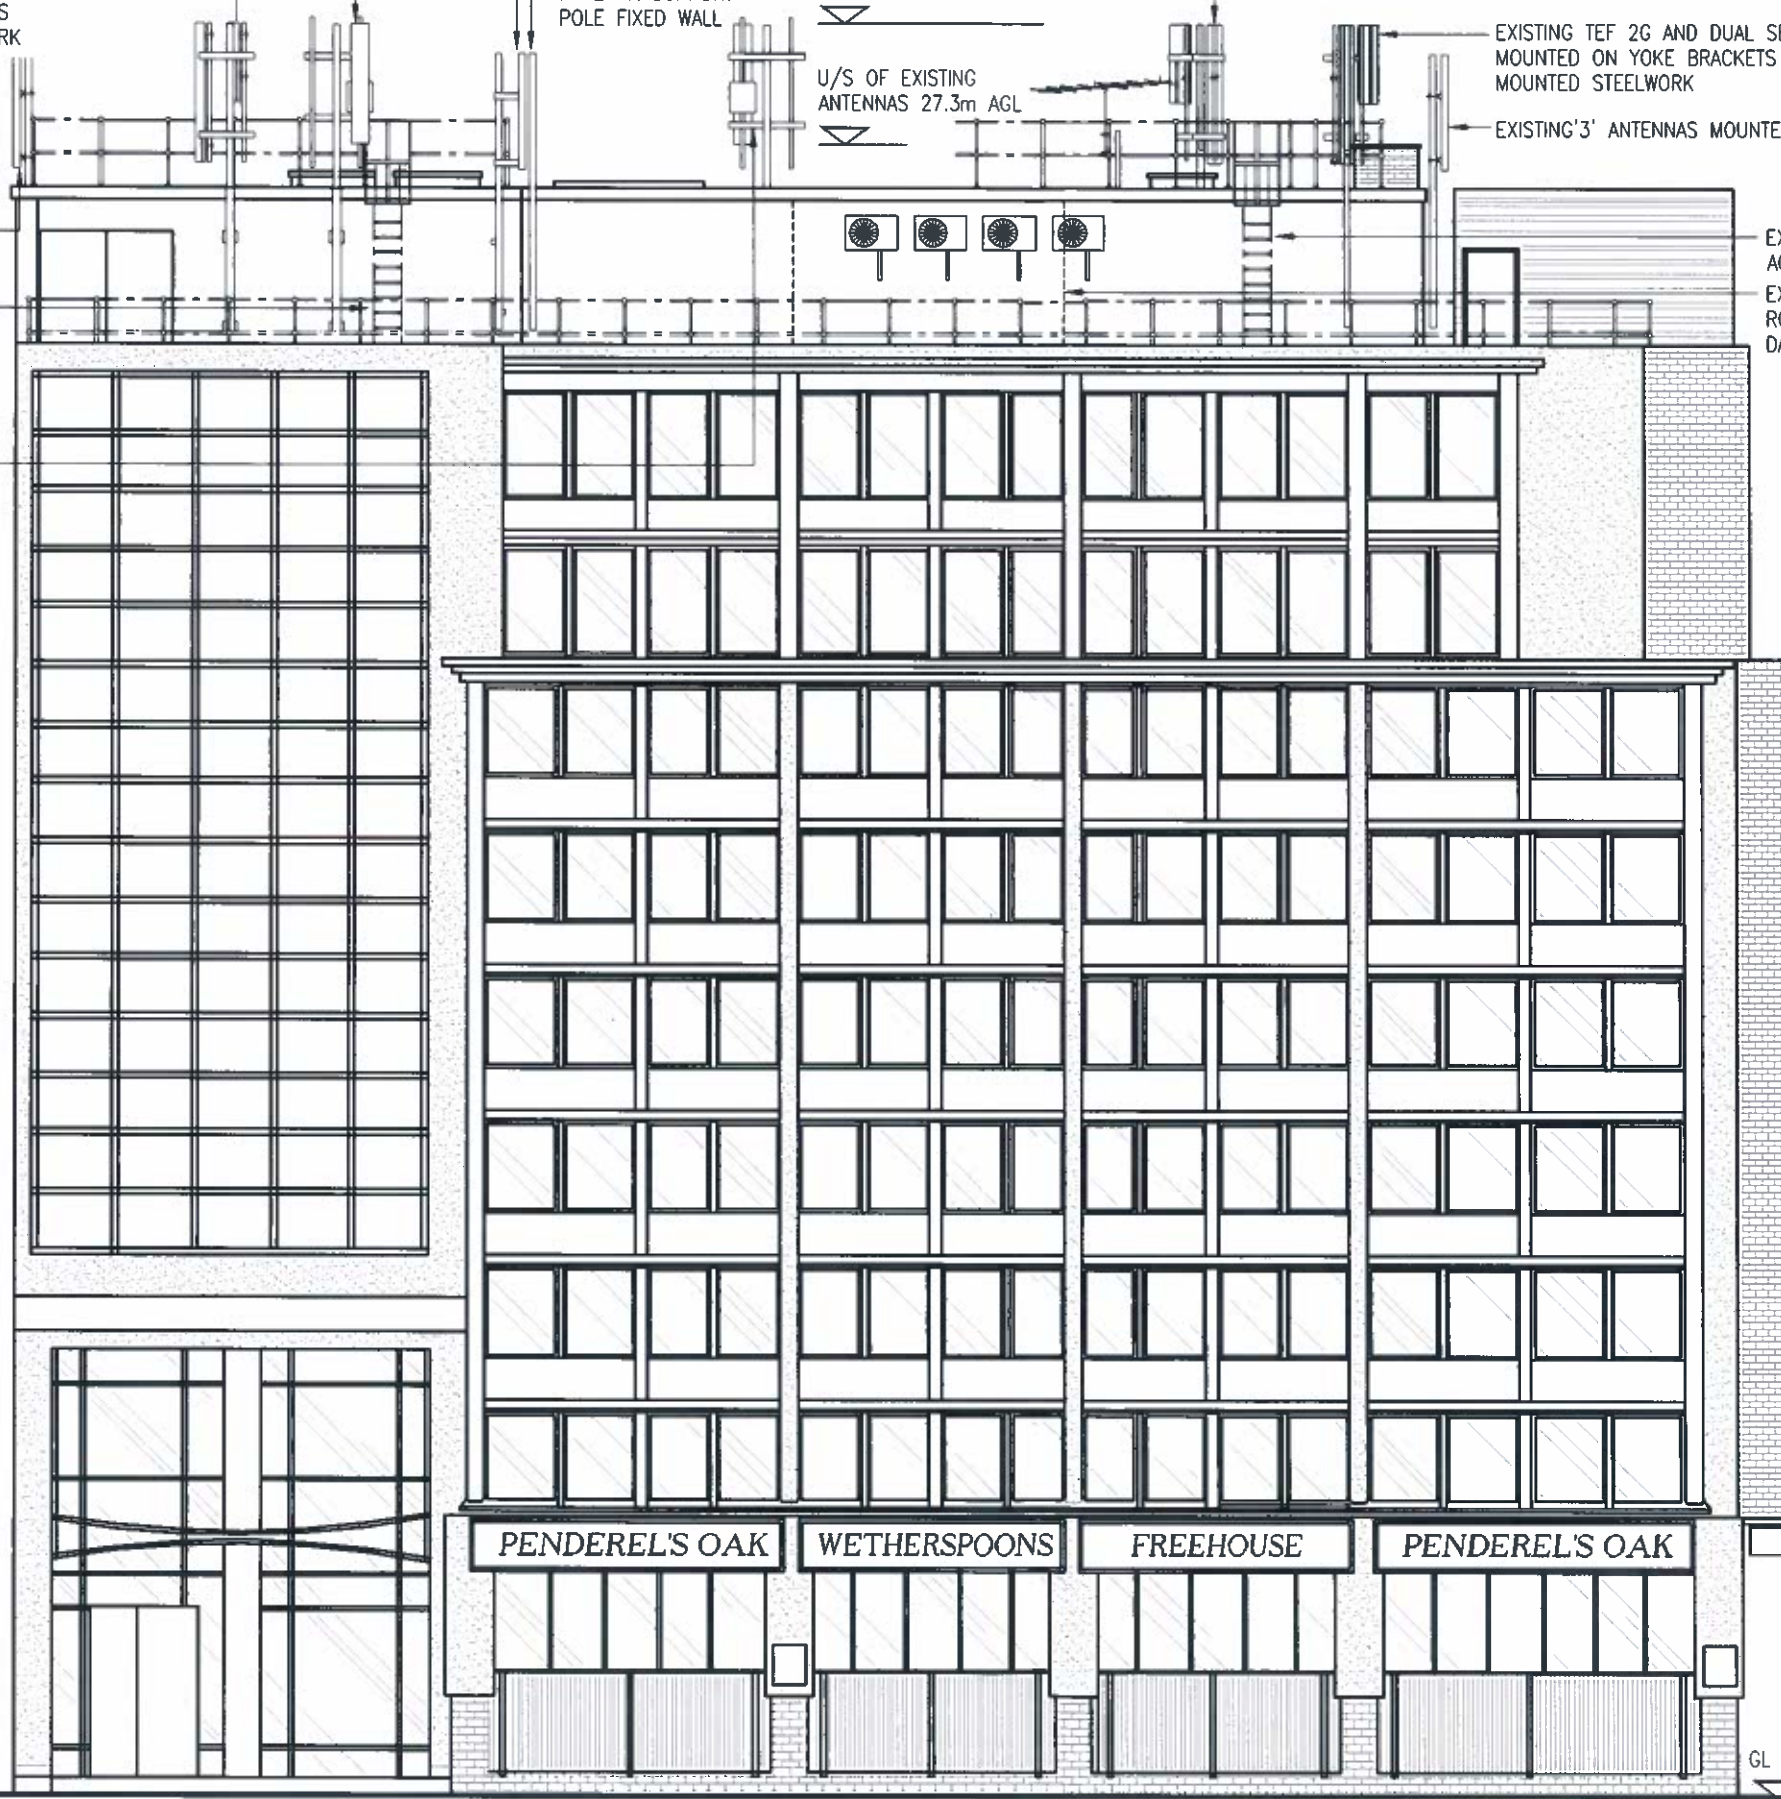 POLE FIXED WALL
U/S OF EXISTING
ANTENNAS 27.3m AGL
EXISTING TEF 2G AND DUAL
MOUNTED ON YOKE BRACKETS
MOUNTED STEELWORK
EXISTING'3' ANTENNAS
PENDEREL'S OAK
WETHERSPOONS
FREEHOUSE
PENDEREL'S OAK
GL